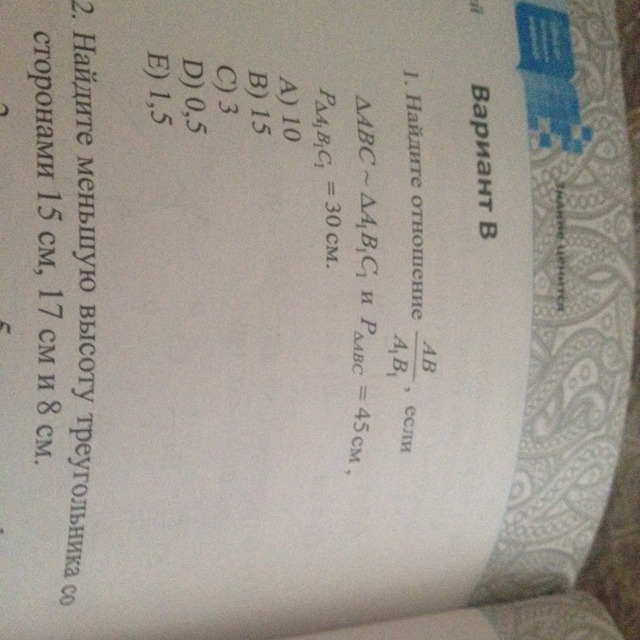 Вариант В
1. Найдите отношение AB/A₁B₁, если
ΔABC ~ ΔA₁B₁C₁ и P_ΔABC = 45 см,
P_ΔA₁B₁C₁ = 30 см.
A) 10
B) 15
C) 3
D) 0,5
E) 1,5
2. Найдите меньшую высоту треугольника со
сторонами 15 см, 17 см и 8 см.